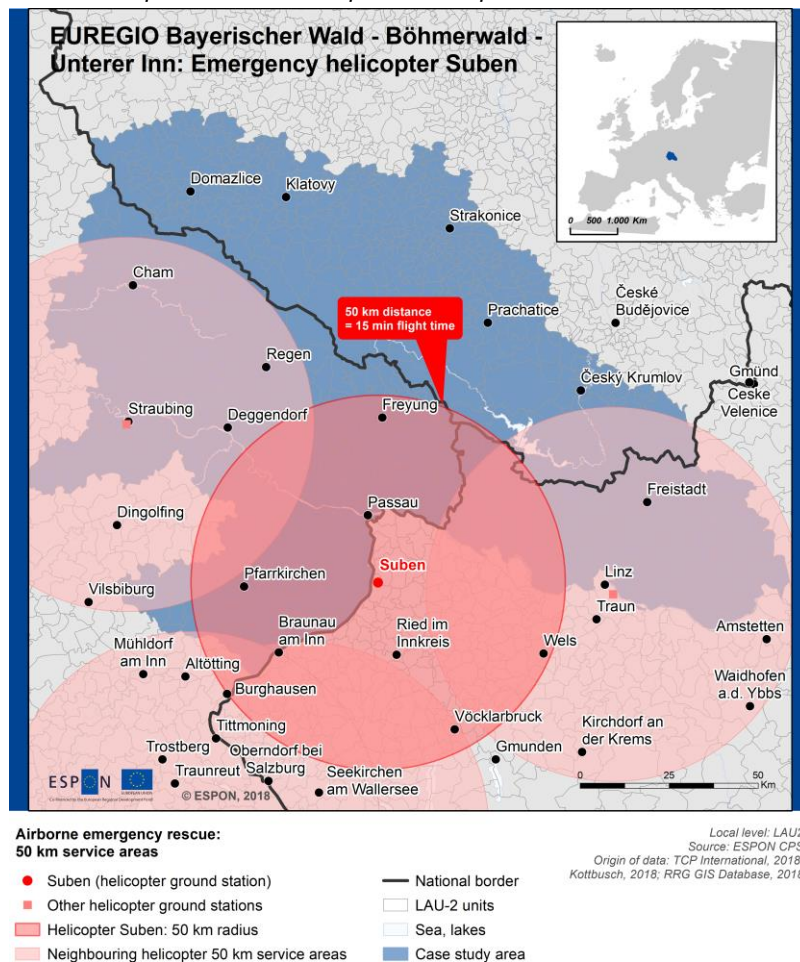 EUREGIO Bayerischer Wald - Böhmerwald -
Unterer Inn: Emergency helicopter Suben
0 500 1.000 Km
Domazlice
Klatovy
Strakonice
Cham
50 km distance
= 15 min flight time
Prachatice
České
Budějovice
Regen
Gmünd
České
Velenice
Český Krumlov
Straubing
Deggendorf
Freyung
Freistadt
Dingolfing
Passau
Suben
Pfarrkirchen
Linz
Vilsbiburg
Traun
Braunau
am Inn
Ried im
Innkreis
Wels
Amstetten
Mühldorf
am Inn
Altötting
Burghausen
Waidhofen
a.d. Ybbs
Tittmoning
Vöcklarbruck
Kirchdorf an
der Krems
Trostberg
Oberndorf bei
Salzburg
Gmunden
Traunreut
Seekirchen
am Wallersee
ESPON
© ESPON, 2018
0 25 50
Km
Airborne emergency rescue:
50 km service areas
Suben (helicopter ground station)
Other helicopter ground stations
Helicopter Suben: 50 km radius
Neighbouring helicopter 50 km service areas
National border
LAU-2 units
Sea, lakes
Case study area
Local level: LAU2
Source: ESPON CPS
Origin of data: TCP International, 2018
Kottbusch, 2018; RRG GIS Database, 2018